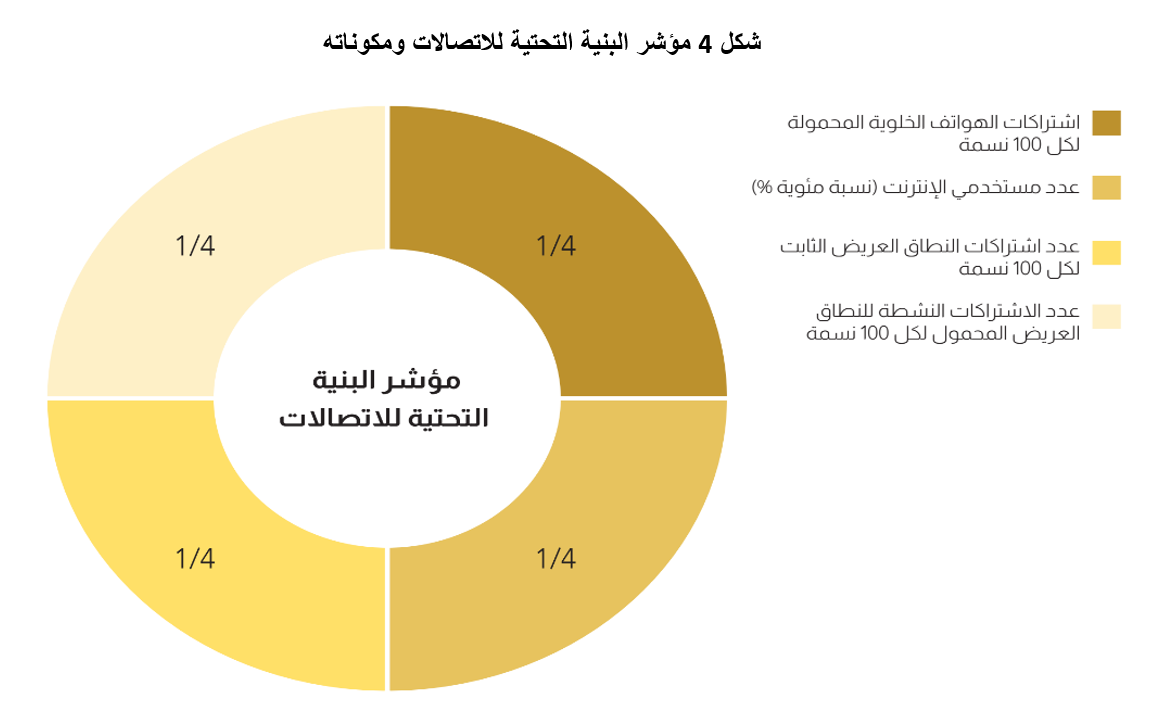 شكل 4 مؤشر البنية التحتية للاتصالات ومكوناته
اشتراكات الهواتف الخلوية المحمولة
لكل 100 نسمة
عدد مستخدمي الإنترنت (نسبة مئوية %)
عدد اشتراكات النطاق العريض الثابت
لكل 100 نسمة
عدد الاشتراكات النشطة للنطاق
العريض المحمول لكل 100 نسمة
1/4
1/4
مؤشر البنية
التحتية للاتصالات
1/4
1/4